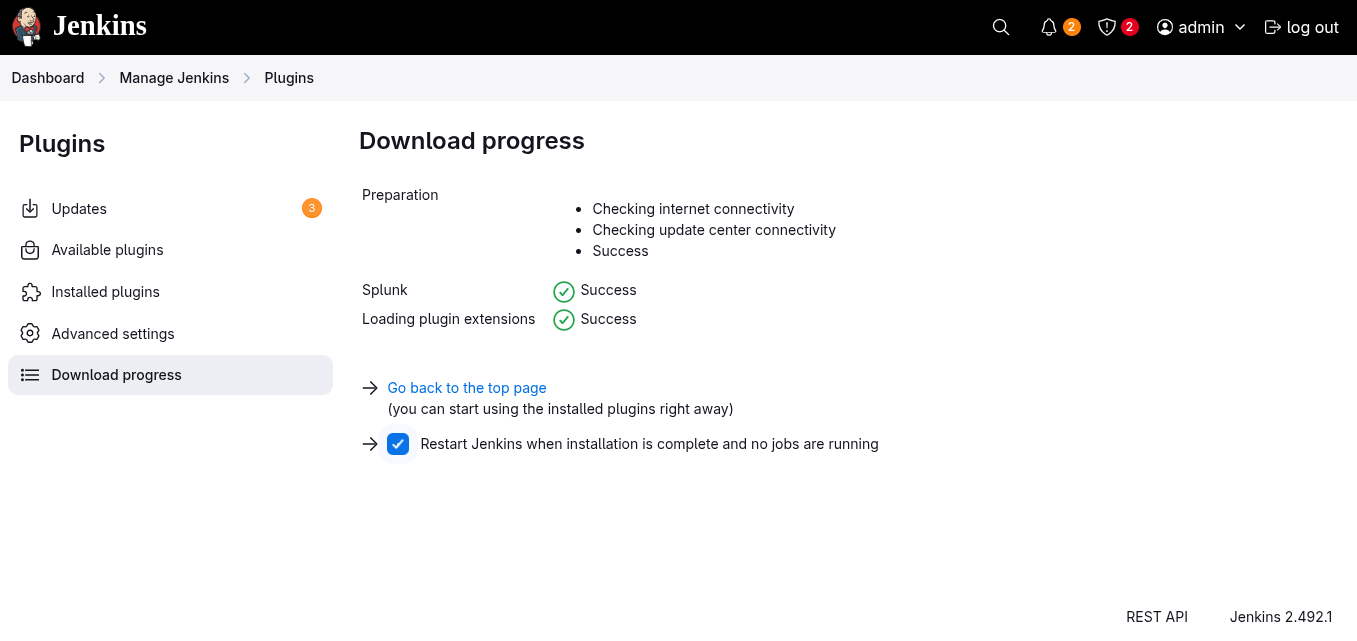 Jenkins
2
2
admin
log out
Dashboard
Manage Jenkins
Plugins
Plugins
Updates
3
Available plugins
Installed plugins
Advanced settings
Download progress
Download progress
Preparation
Checking internet connectivity
Checking update center connectivity
Success
Splunk
Success
Loading plugin extensions
Success
Go back to the top page
(you can start using the installed plugins right away)
Restart Jenkins when installation is complete and no jobs are running
REST API
Jenkins 2.492.1